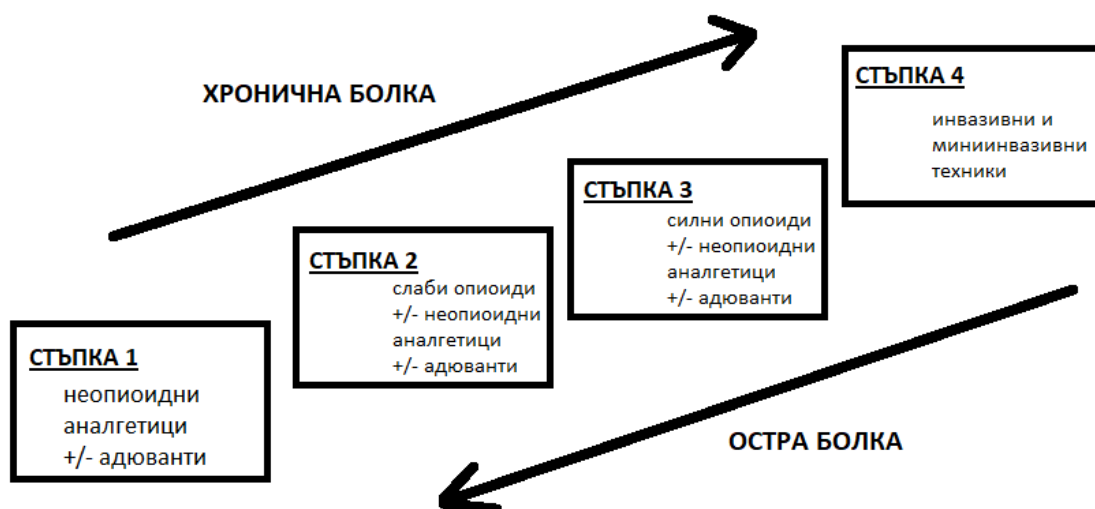 ХРОНИЧНА БОЛКА
СТЪПКА 4
инвазивни и
миниинвазивни
техники
СТЪПКА 3
силни опиоиди
+/- неопиоидни
аналгетици
+/- адюванти
СТЪПКА 2
слаби опиоиди
+/- неопиоидни
аналгетици
+/- адюванти
СТЪПКА 1
неопиоидни
аналгетици
+/- адюванти
ОСТРА БОЛКА